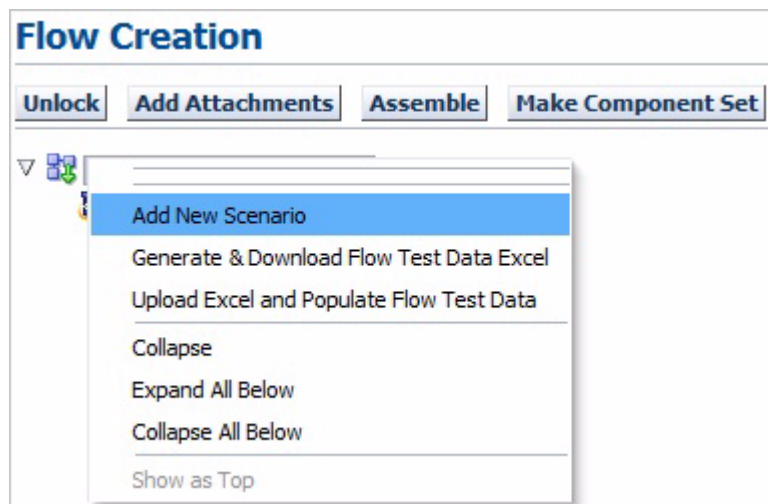 Flow Creation
Unlock Add Attachments Assemble Make Component Set
Add New Scenario
Generate & Download Flow Test Data Excel
Upload Excel and Populate Flow Test Data
Collapse
Expand All Below
Collapse All Below
Show as Top